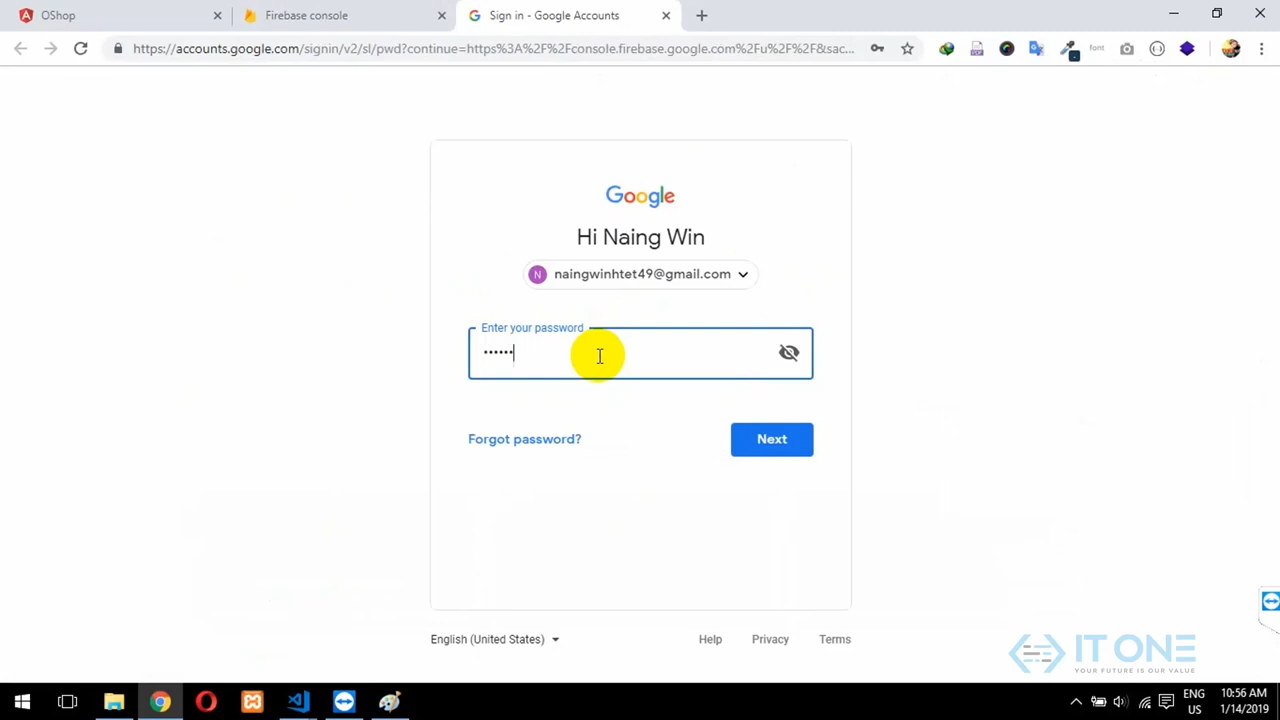 OShop
Firebase console
Sign in - Google Accounts
https://accounts.google.com/signin/v2/sl/pwd?continue=https%3A%2F%2Fconsole.firebase.google.com%2Fu%2F%2F&sac...
font
Google
Hi Naing Win
N
naingwinhtet49@gmail.com
Enter your password
••••••
Forgot password?
Next
English (United States)
Help
Privacy
Terms
IT ONE
YOUR FUTURE IS OUR VALUE
ENG
US
10:56 AM
1/14/2019